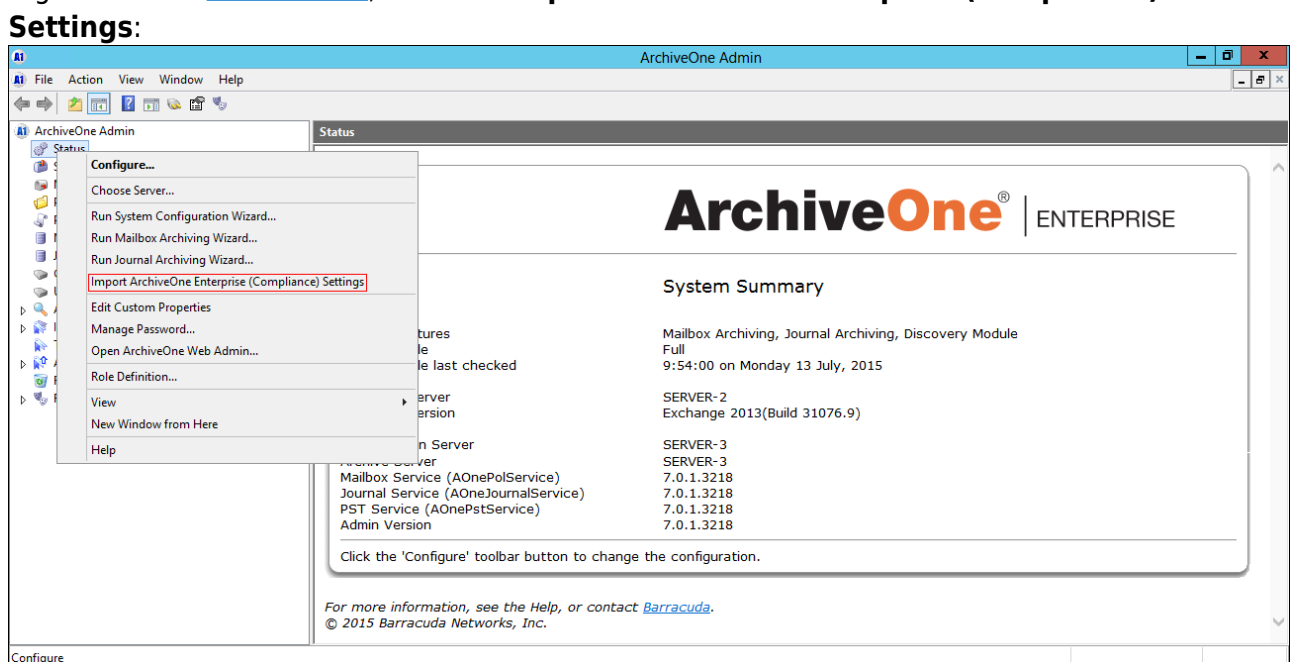 Settings:
ArchiveOne Admin
File Action View Window Help
ArchiveOne Admin
Status
Status
Configure...
Choose Server...
Run System Configuration Wizard...
Run Mailbox Archiving Wizard...
Run Journal Archiving Wizard...
Import ArchiveOne Enterprise (Compliance) Settings
Edit Custom Properties
Manage Password...
Open ArchiveOne Web Admin...
Role Definition...
View
New Window from Here
Help
ArchiveOne® | ENTERPRISE
System Summary
Mailbox Archiving, Journal Archiving, Discovery Module
Full
last checked 9:54:00 on Monday 13 July, 2015
SERVER-2
Exchange 2013(Build 31076.9)
Server SERVER-3
SERVER-3
Mailbox Service (AOnePolService) 7.0.1.3218
Journal Service (AOneJournalService) 7.0.1.3218
PST Service (AOnePstService) 7.0.1.3218
Admin Version 7.0.1.3218
Click the 'Configure' toolbar button to change the configuration.
For more information, see the Help, or contact Barracuda.
© 2015 Barracuda Networks, Inc.
Configure